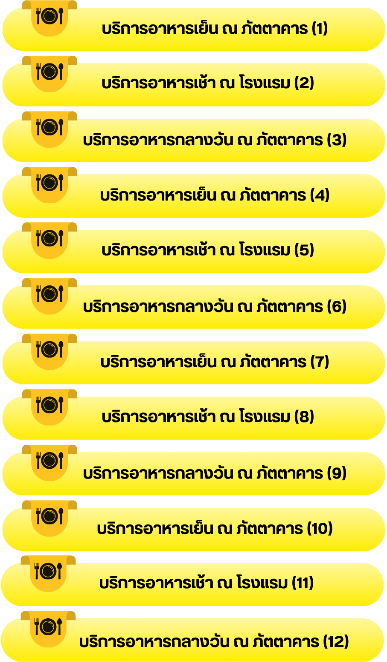 บริการอาหารเย็น ณ ภัตตาคาร (1)
บริการอาหารเช้า ณ โรงแรม (2)
บริการอาหารกลางวัน ณ ภัตตาคาร (3)
บริการอาหารเย็น ณ ภัตตาคาร (4)
บริการอาหารเช้า ณ โรงแรม (5)
บริการอาหารกลางวัน ณ ภัตตาคาร (6)
บริการอาหารเย็น ณ ภัตตาคาร (7)
บริการอาหารเช้า ณ โรงแรม (8)
บริการอาหารกลางวัน ณ ภัตตาคาร (9)
บริการอาหารเย็น ณ ภัตตาคาร (10)
บริการอาหารเช้า ณ โรงแรม (11)
บริการอาหารกลางวัน ณ ภัตตาคาร (12)